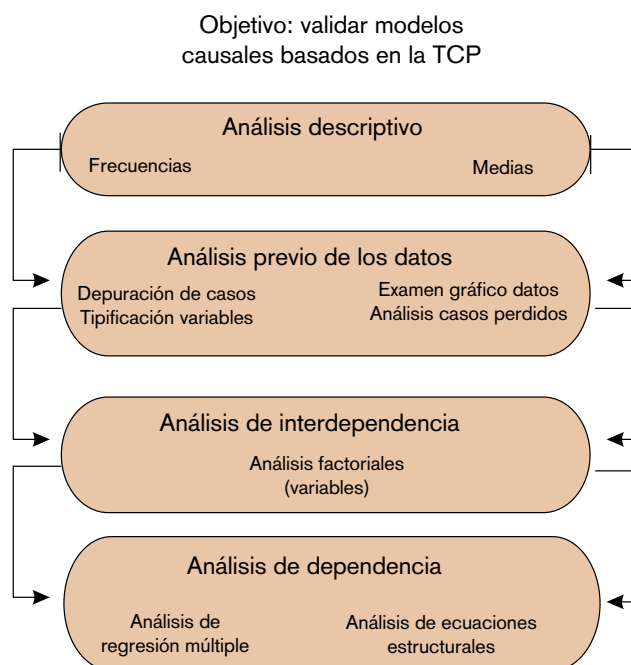 Objetivo: validar modelos
causales basados en la TCP
Análisis descriptivo
Frecuencias
Medias
Análisis previo de los datos
Depuración de casos
Tipificación variables
Examen gráfico datos
Análisis casos perdidos
Análisis de interdependencia
Análisis factoriales
(variables)
Análisis de dependencia
Análisis de
regresión múltiple
Análisis de ecuaciones
estructurales